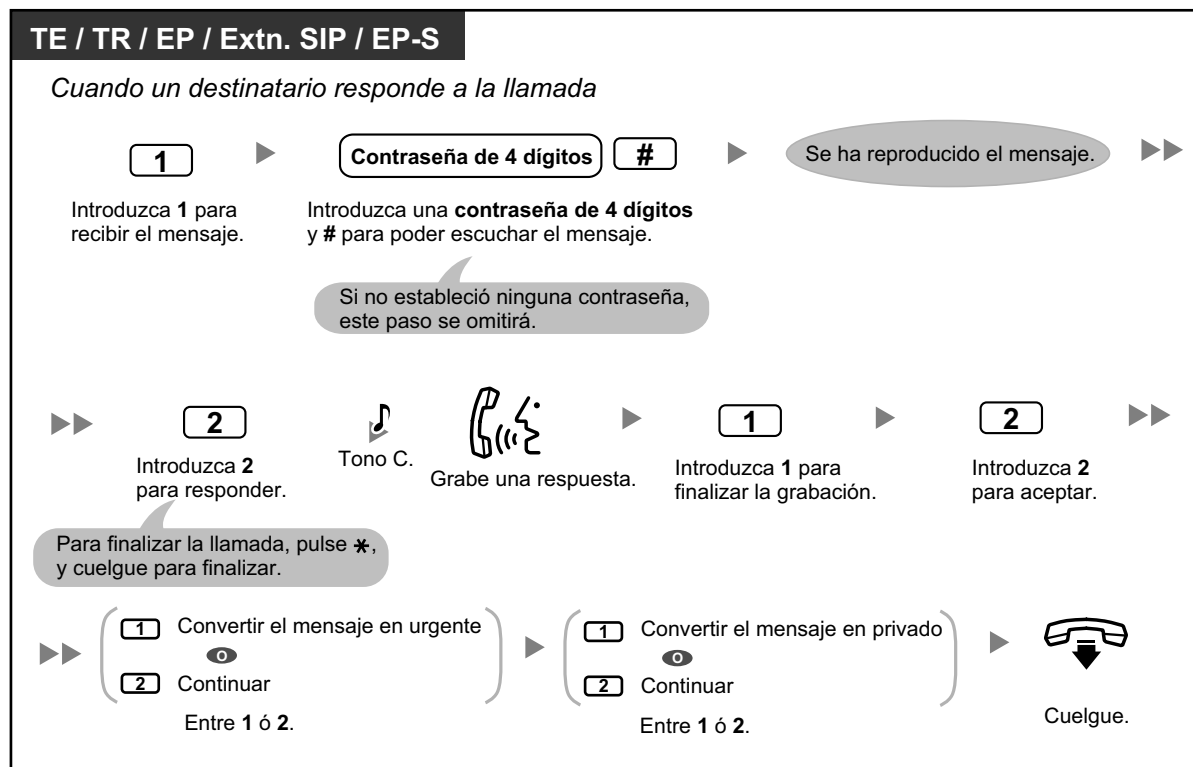 TE / TR / EP / Extn. SIP / EP-S
Cuando un destinatario responde a la llamada
1
Contraseña de 4 dígitos
#
Se ha reproducido el mensaje.
Introduzca 1 para
recibir el mensaje.
Introduzca una contraseña de 4 dígitos
y # para poder escuchar el mensaje.
Si no estableció ninguna contraseña,
este paso se omitirá.
2
Introduzca 2
para responder.
Tono C.
Grabe una respuesta.
1
Introduzca 1 para
finalizar la grabación.
2
Introduzca 2
para aceptar.
Para finalizar la llamada, pulse *,
y cuelgue para finalizar.
1 Convertir el mensaje en urgente
O
2 Continuar
Entre 1 ó 2.
1 Convertir el mensaje en privado
O
2 Continuar
Entre 1 ó 2.
Cuelgue.